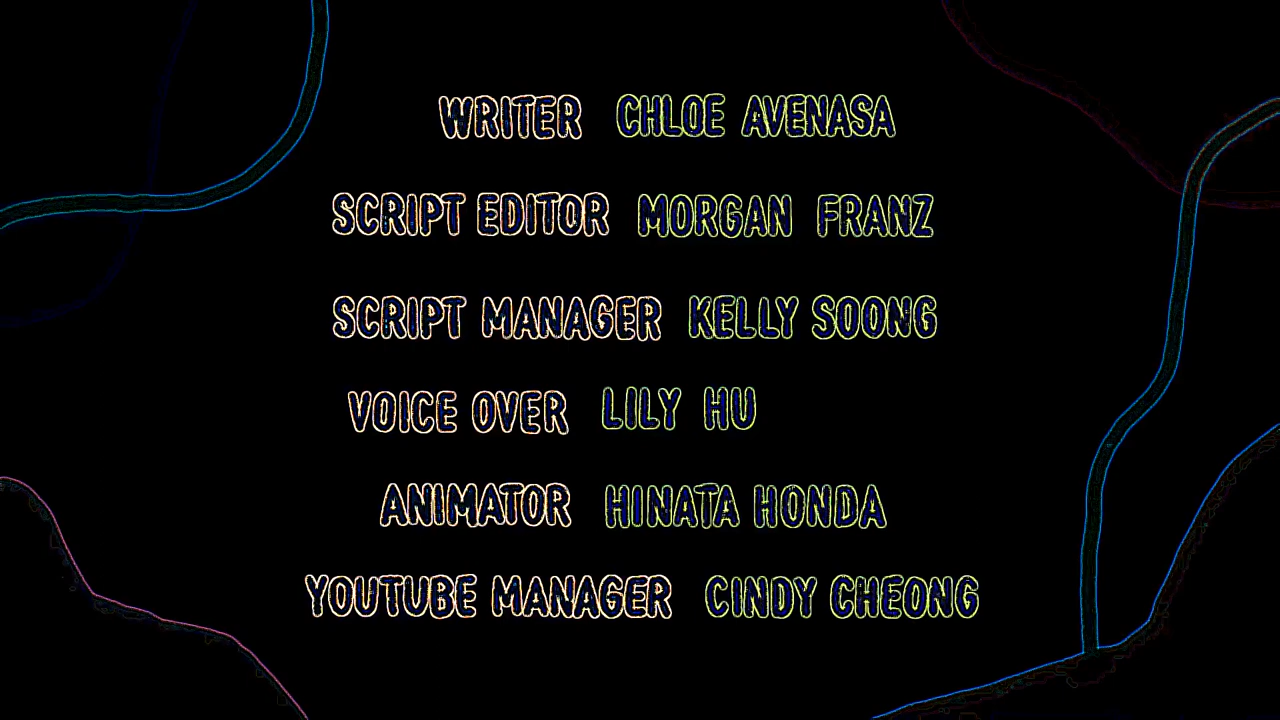 WRITER CHLOE AVENASA
SCRIPT EDITOR MORGAN FRANZ
SCRIPT MANAGER KELLY SOONG
VOICE OVER LILY HU
ANIMATOR HINATA HONDA
YOUTUBE MANAGER CINDY CHEONG